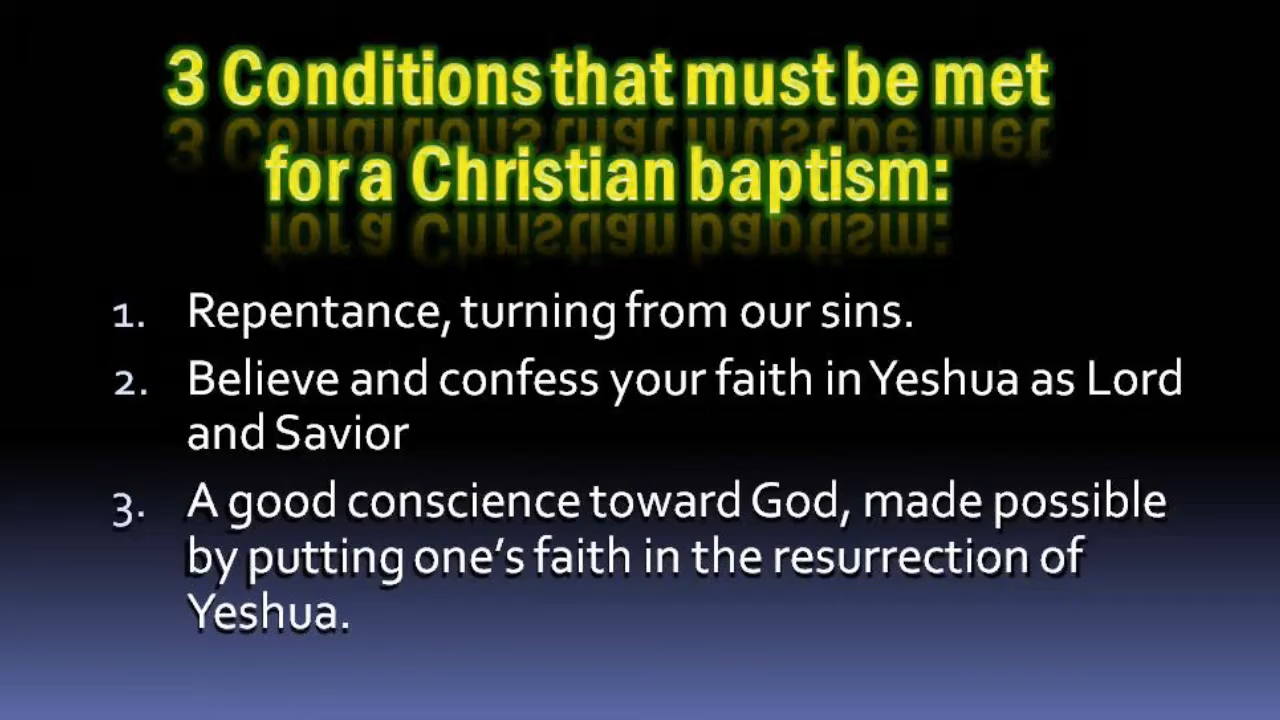 3 Conditions that must be met
for a Christian baptism:
1. Repentance, turning from our sins.
2. Believe and confess your faith in Yeshua as Lord
and Savior
3. A good conscience toward God, made possible
by putting one’s faith in the resurrection of
Yeshua.